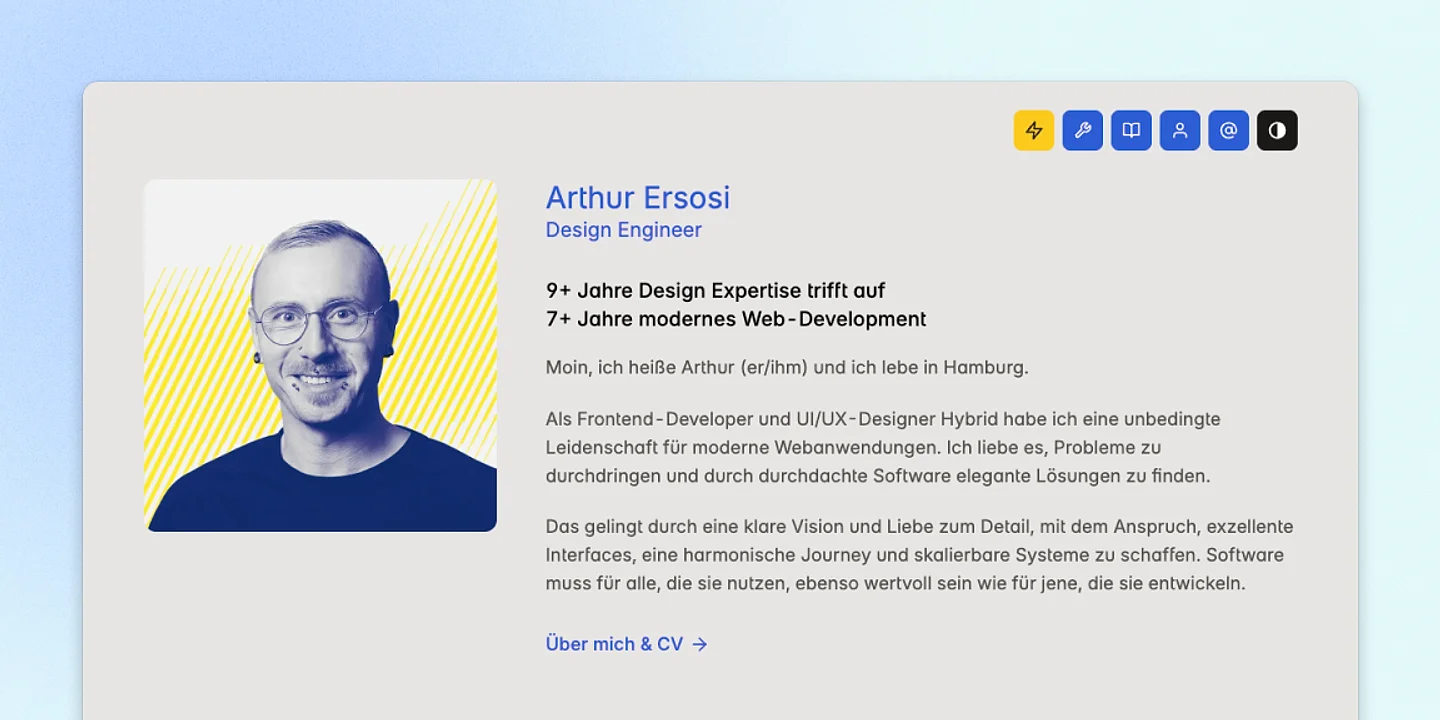 Arthur Ersosi
Design Engineer
9+ Jahre Design Expertise trifft auf
7+ Jahre modernes Web-Development
Moin, ich heiße Arthur (er/ihm) und ich lebe in Hamburg.
Als Frontend-Developer und UI/UX-Designer Hybrid habe ich eine unbedingte
Leidenschaft für moderne Webanwendungen. Ich liebe es, Probleme zu
durchdringen und durch durchdachte Software elegante Lösungen zu finden.
Das gelingt durch eine klare Vision und Liebe zum Detail, mit dem Anspruch, exzellente
Interfaces, eine harmonische Journey und skalierbare Systeme zu schaffen. Software
muss für alle, die sie nutzen, ebenso wertvoll sein wie für jene, die sie entwickeln.
Über mich & CV →